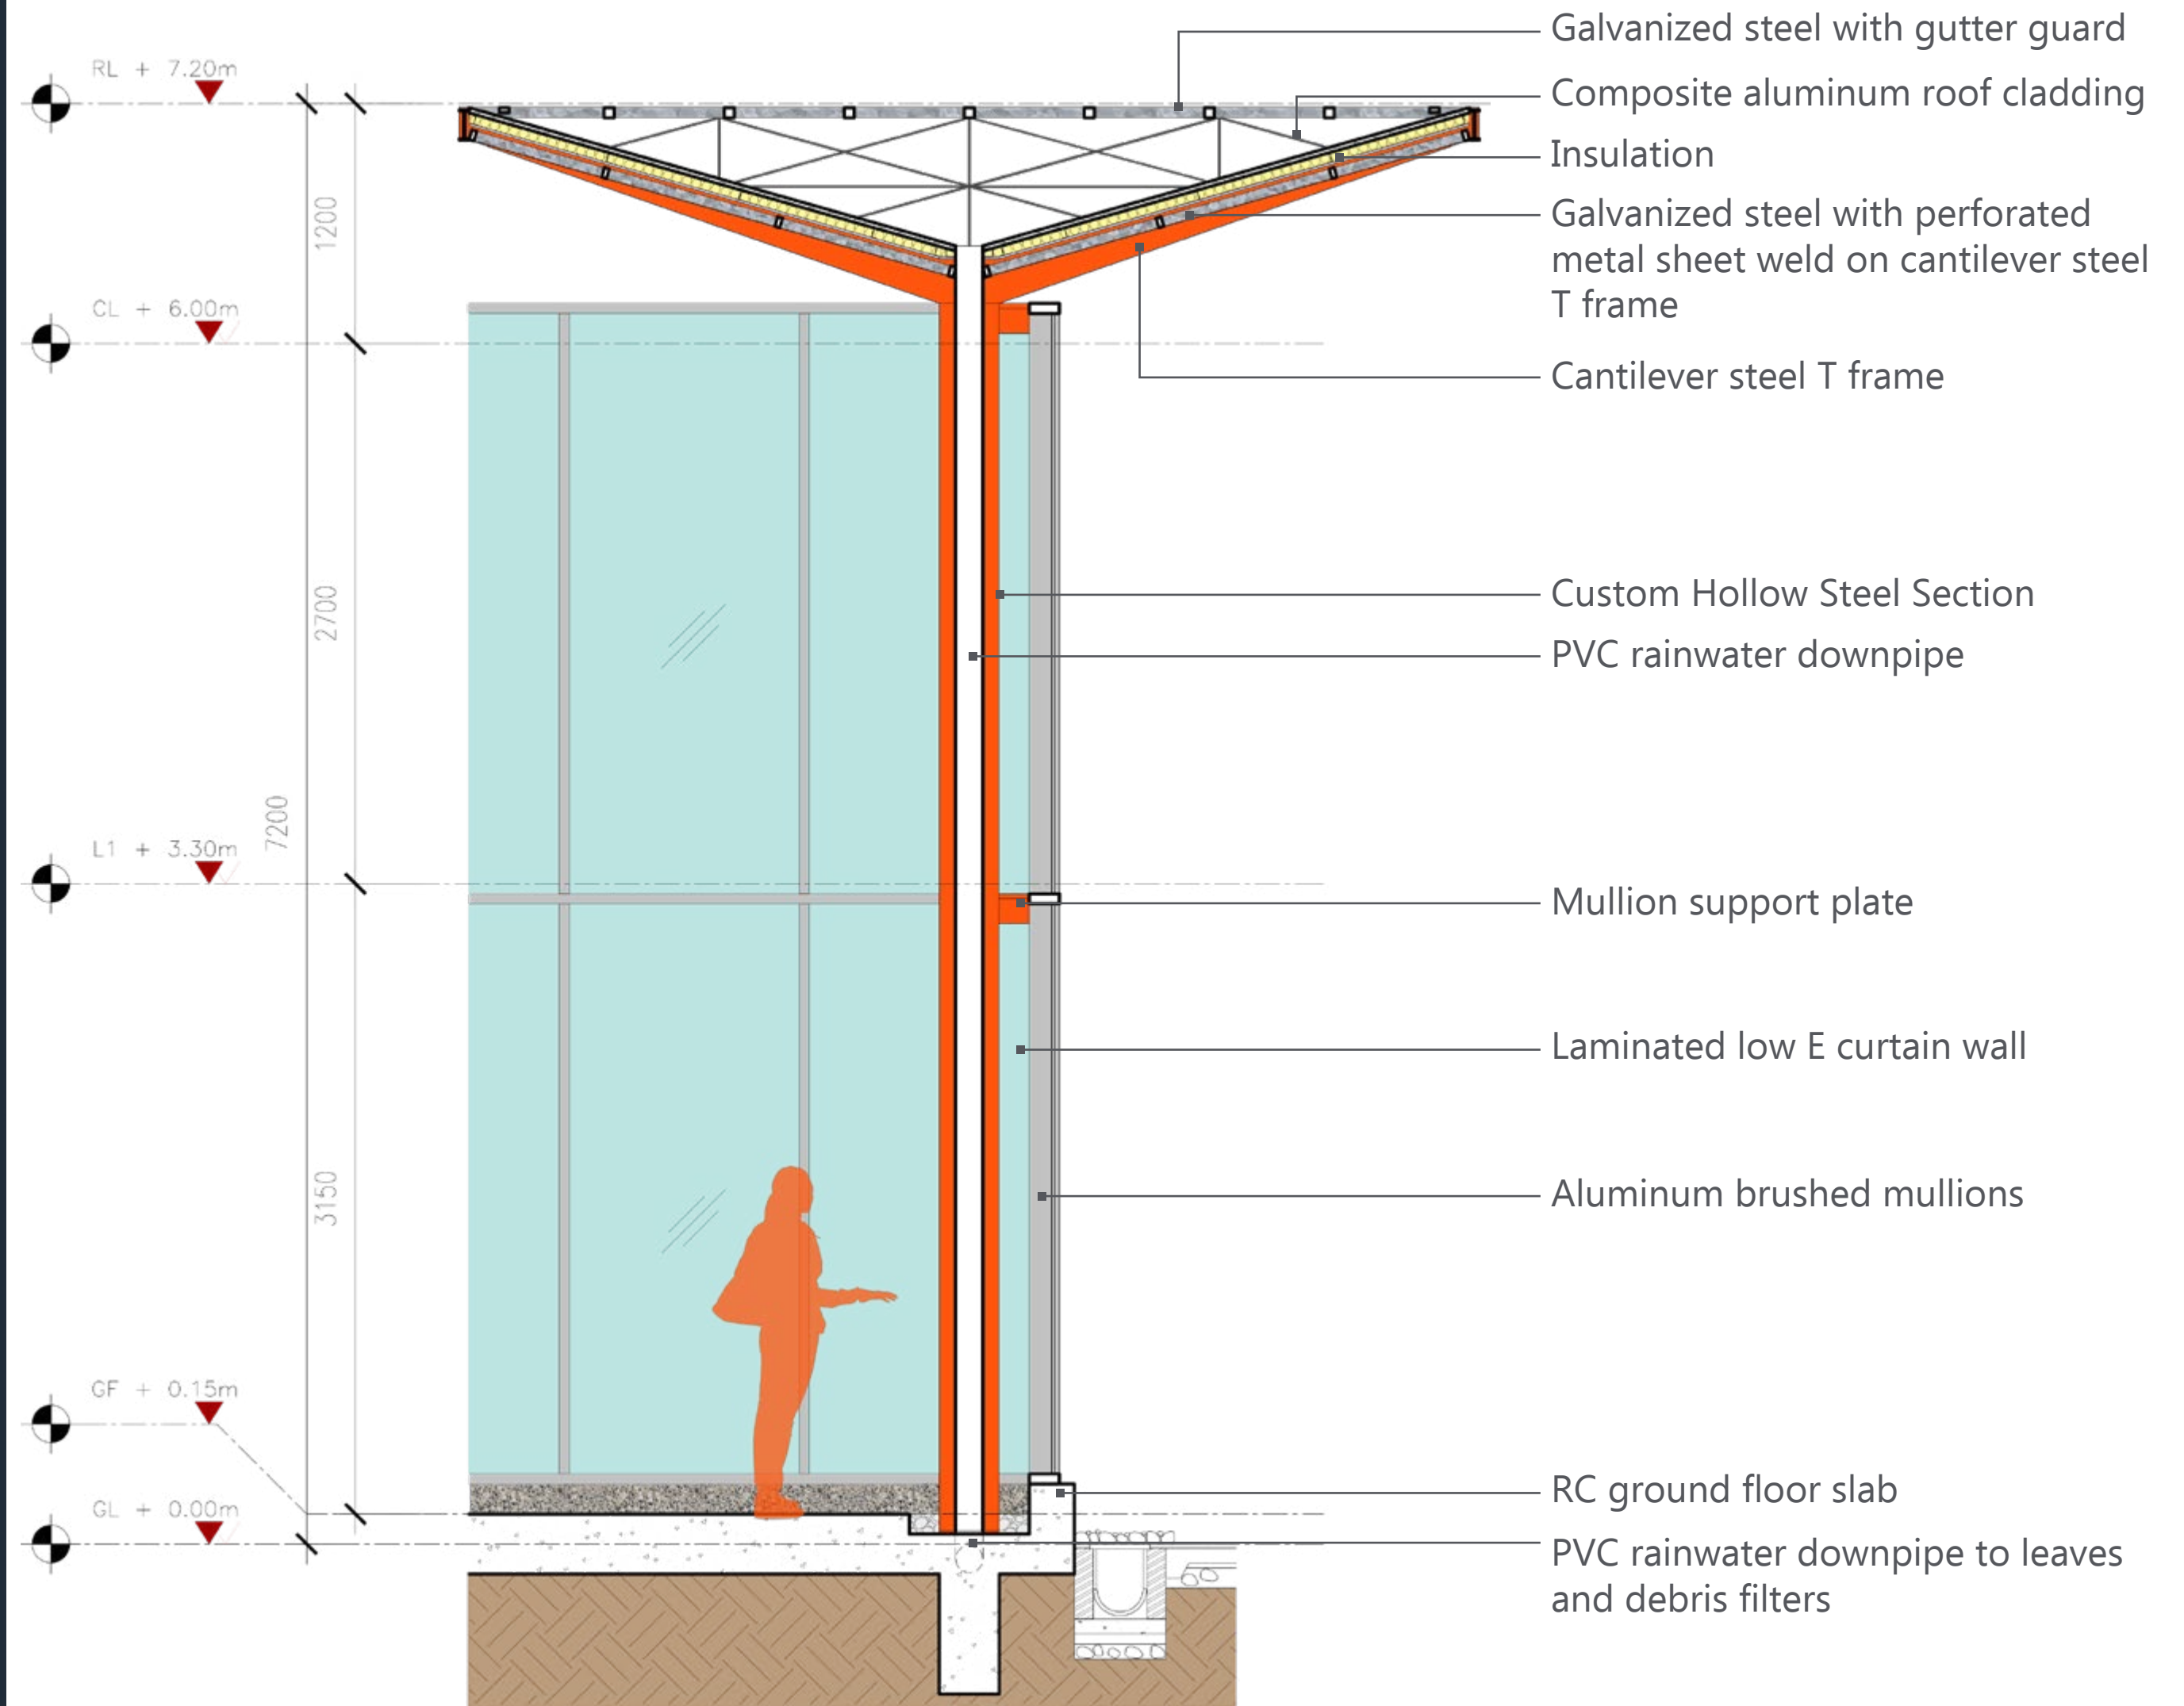 Galvanized steel with gutter guard
RL + 7.20m
Composite aluminum roof cladding
Insulation
1200
Galvanized steel with perforated
metal sheet weld on cantilever steel
T frame
CL + 6.00m
Cantilever steel T frame
2700
Custom Hollow Steel Section
PVC rainwater downpipe
7200
L1 + 3.30m
Mullion support plate
Laminated low E curtain wall
3150
Aluminum brushed mullions
GF + 0.15m
RC ground floor slab
GL + 0.00m
PVC rainwater downpipe to leaves
and debris filters